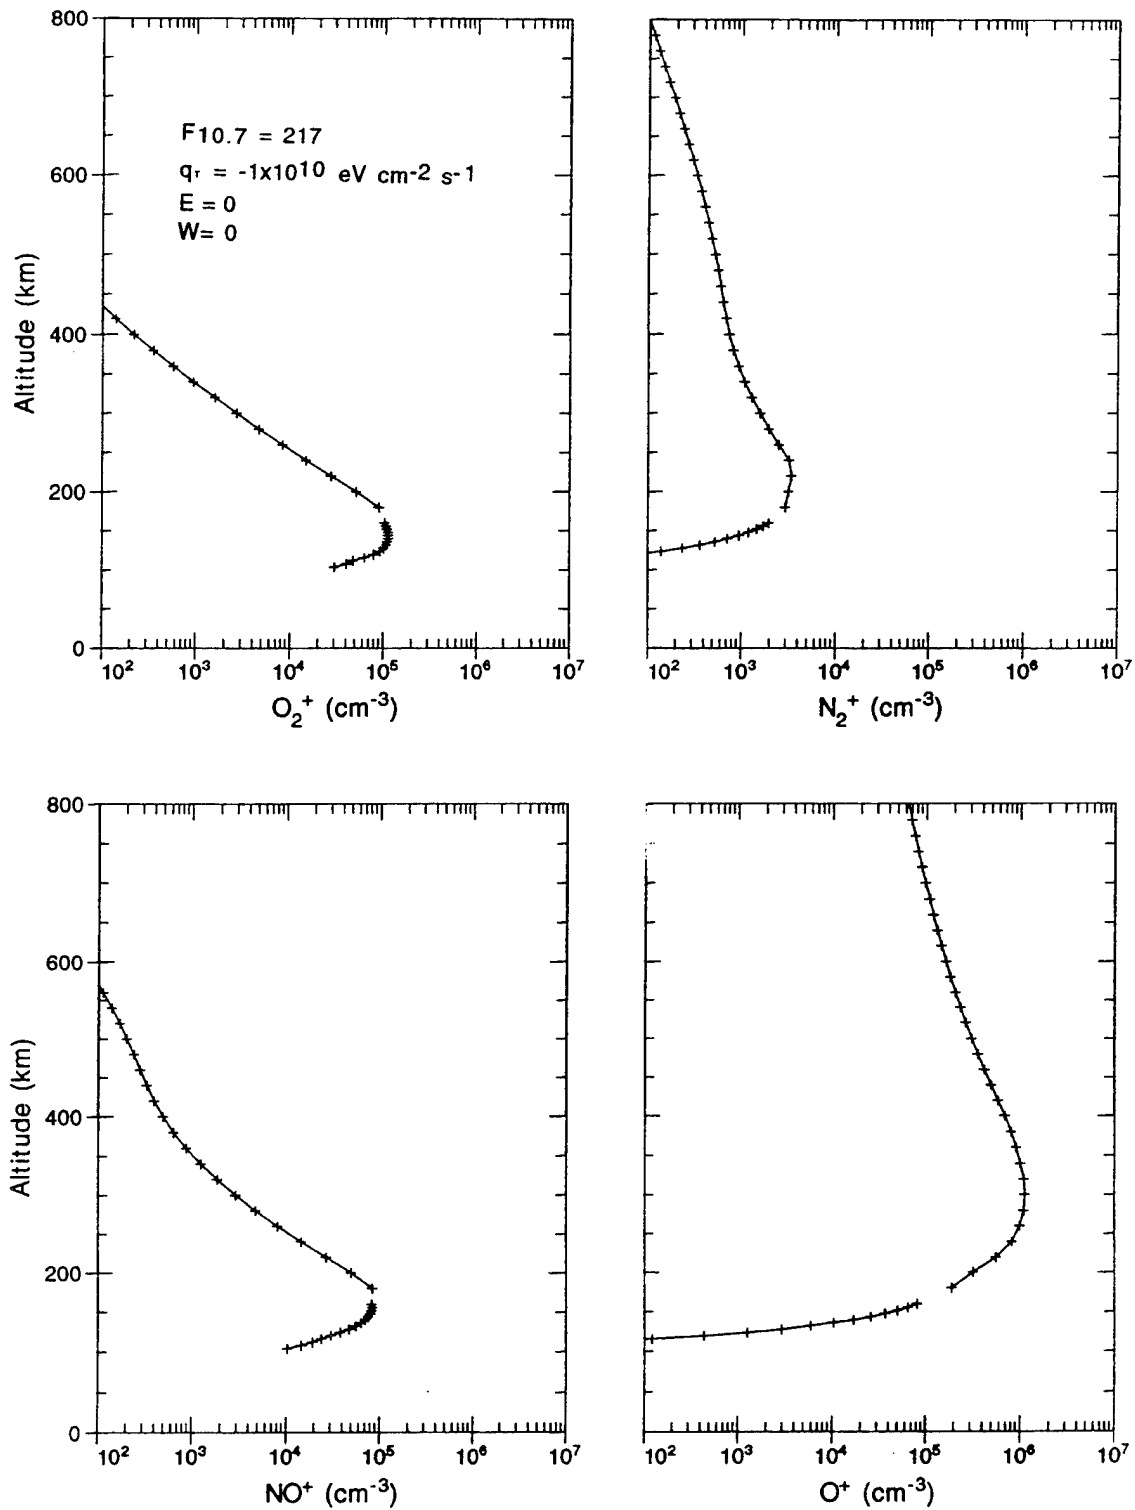 800
600
400
200
0
Altitude (km)
F10.7 = 217
qT = -1x1010 eV cm-2 s-1
E = 0
W= 0
10² 10³ 10⁴ 10⁵ 10⁶ 10⁷
O₂⁺ (cm⁻³)
10² 10³ 10⁴ 10⁵ 10⁶ 10⁷
N₂⁺ (cm⁻³)
800
600
400
200
0
Altitude (km)
10² 10³ 10⁴ 10⁵ 10⁶ 10⁷
NO⁺ (cm⁻³)
10² 10³ 10⁴ 10⁵ 10⁶ 10⁷
O⁺ (cm⁻³)